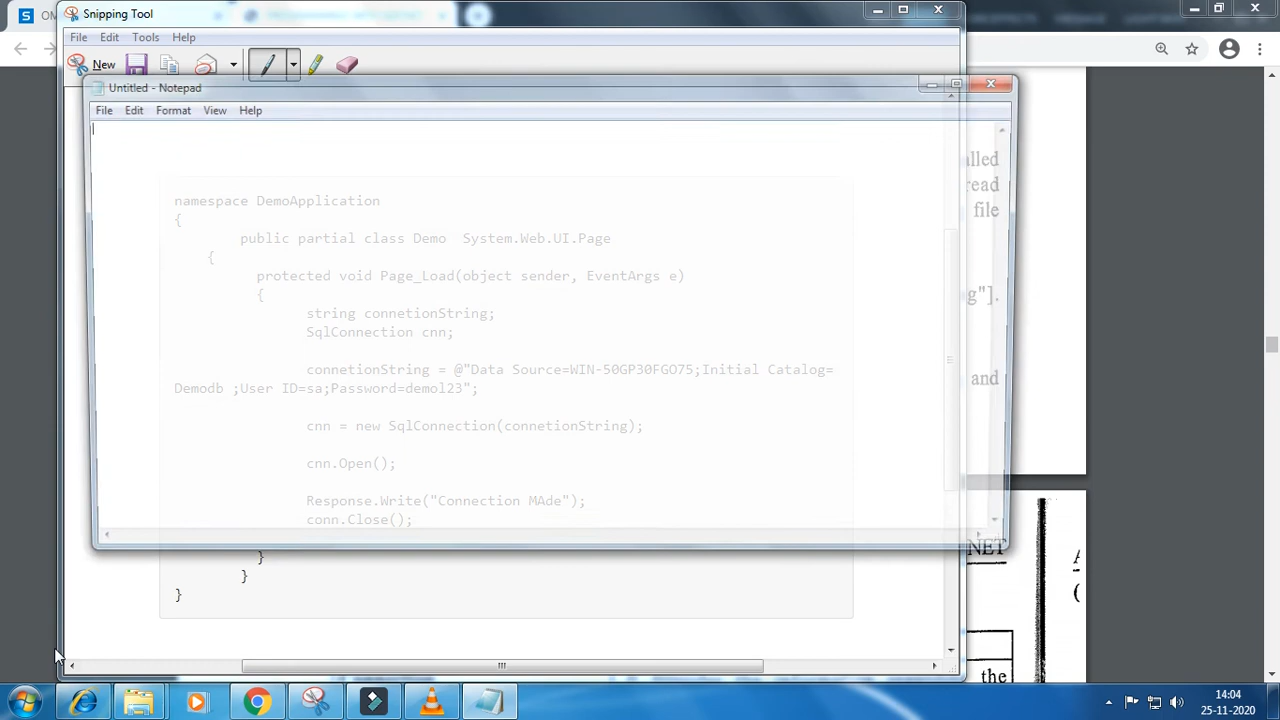 OM
Snipping Tool
File Edit Tools Help
New
Untitled - Notepad
File Edit Format View Help
namespace DemoApplication
{
public partial class Demo System.Web.UI.Page
{
protected void Page_Load(object sender, EventArgs e)
{
string connetionString;
SqlConnection cnn;
connetionString = @"Data Source=WIN-50GP30FGO75;Initial Catalog=
Demodb ;User ID=sa;Password=demol23";
cnn = new SqlConnection(connetionString);
cnn.Open();
Response.Write("Connection MAde");
conn.Close();
}
}
}
lled
read
file
g"].
and
NET
the
14:04
25-11-2020